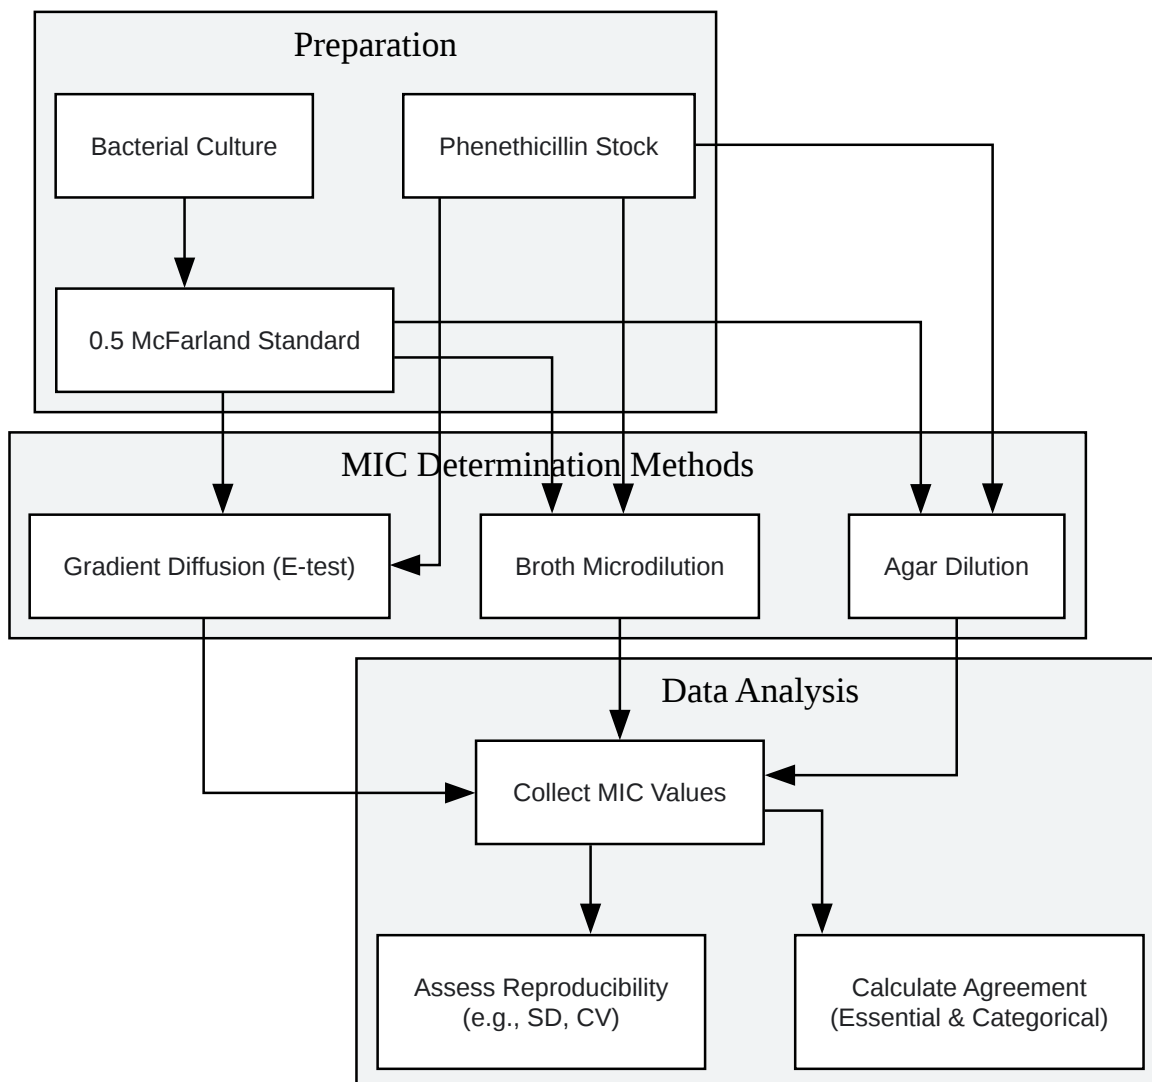 Preparation
Bacterial Culture
Phenethicillin Stock
0.5 McFarland Standard
MIC Determination Methods
Gradient Diffusion (E-test)
Broth Microdilution
Agar Dilution
Data Analysis
Collect MIC Values
Assess Reproducibility
(e.g., SD, CV)
Calculate Agreement
(Essential & Categorical)